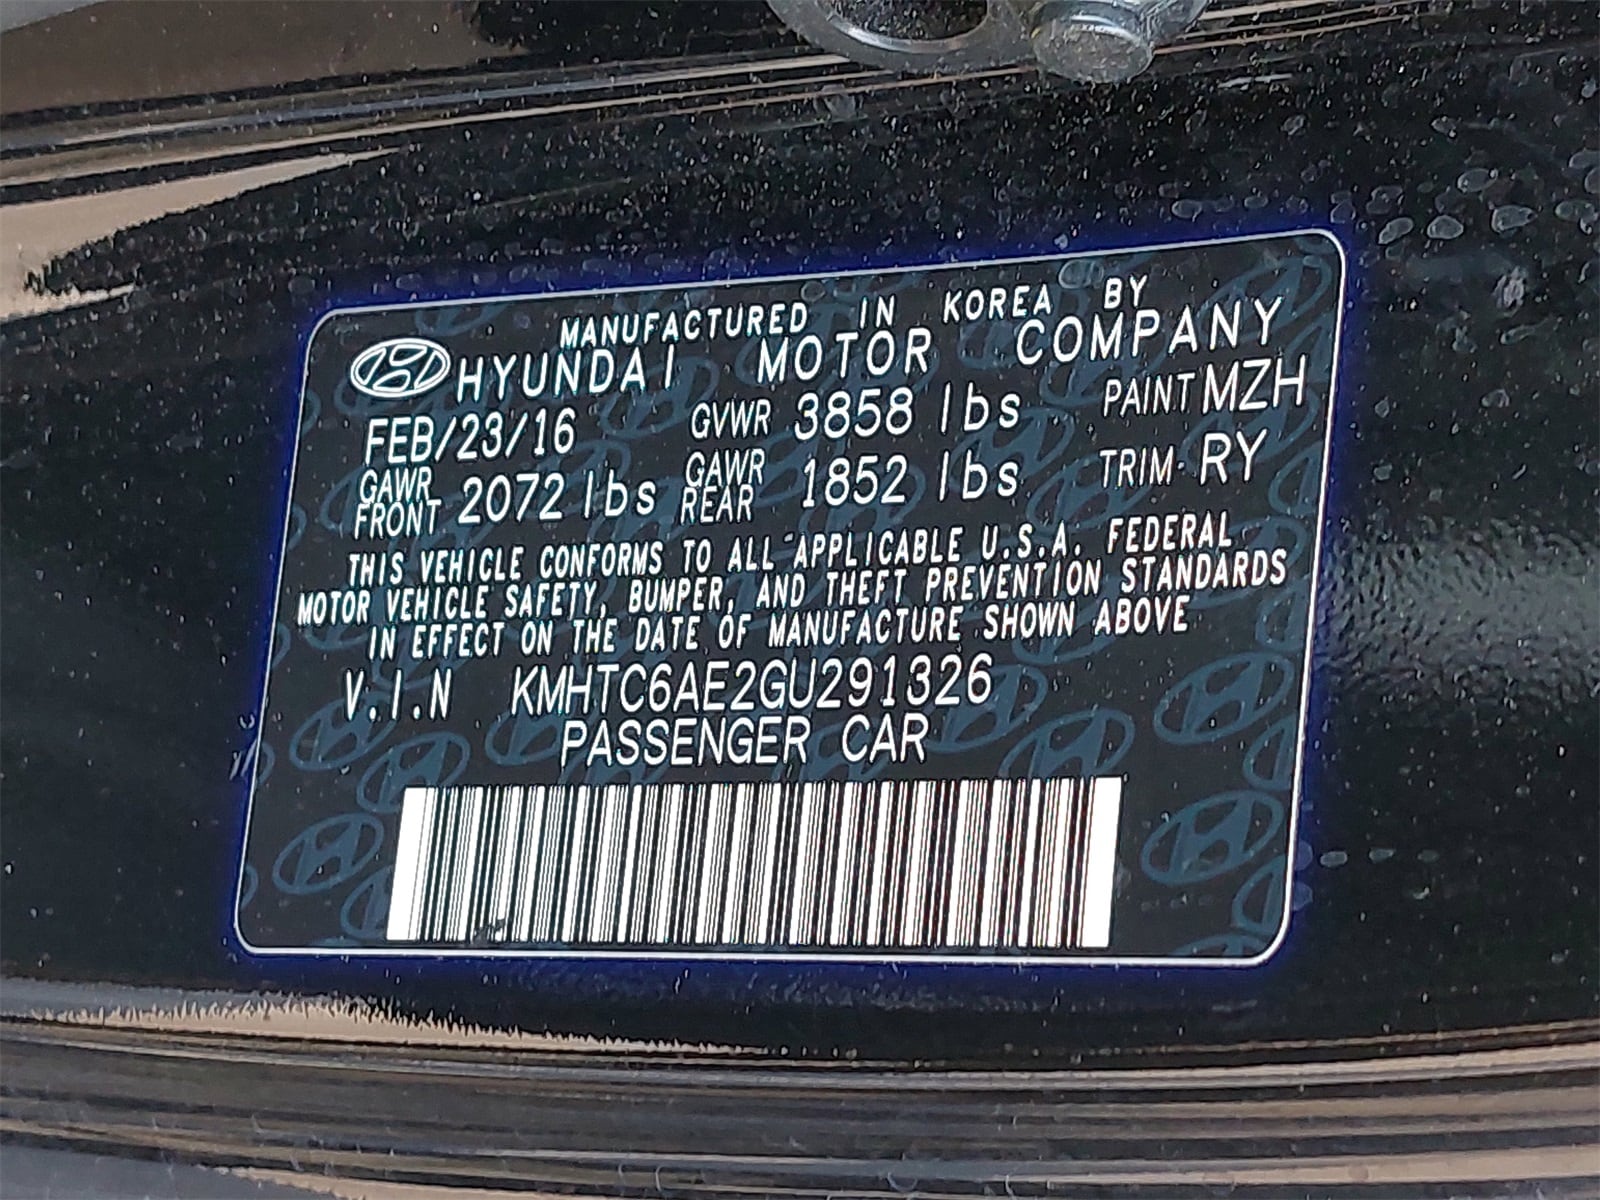 MANUFACTURED IN KOREA BY
HYUNDAI MOTOR COMPANY
FEB/23/16 GVWR 3858 lbs PAINT MZH
GAWR FRONT 2072 lbs GAWR REAR 1852 lbs TRIM- RY
THIS VEHICLE CONFORMS TO ALL APPLICABLE U.S.A. FEDERAL
MOTOR VEHICLE SAFETY, BUMPER, AND THEFT PREVENTION STANDARDS
IN EFFECT ON THE DATE OF MANUFACTURE SHOWN ABOVE
V.I.N KMHTC6AE2GU291326
PASSENGER CAR